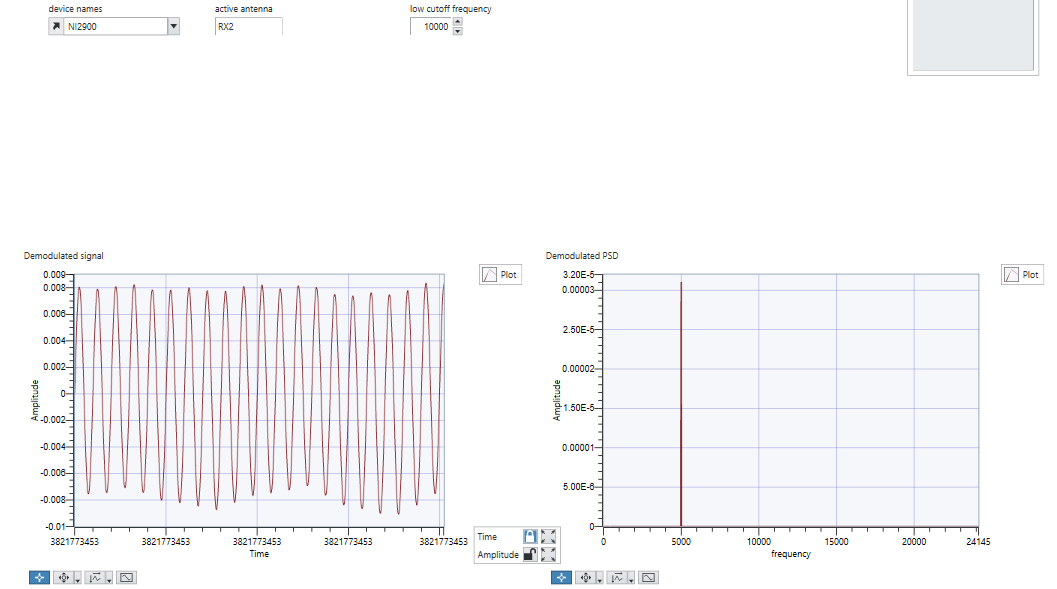 device names
active antenna
low cutoff frequency
NI2900
RX2
10000
Demodulated signal
Demodulated PSD
Plot
Plot
0.009
0.008
0.006
0.004
0.002
0
-0.002
-0.004
-0.006
-0.008
-0.01
Amplitude
3821773453
3821773453
3821773453
3821773453
3821773453
Time
Time
Amplitude
3.20E-5
0.00003
2.50E-5
0.00002
1.50E-5
0.00001
5.00E-6
0
Amplitude
0
5000
10000
15000
20000
24145
frequency